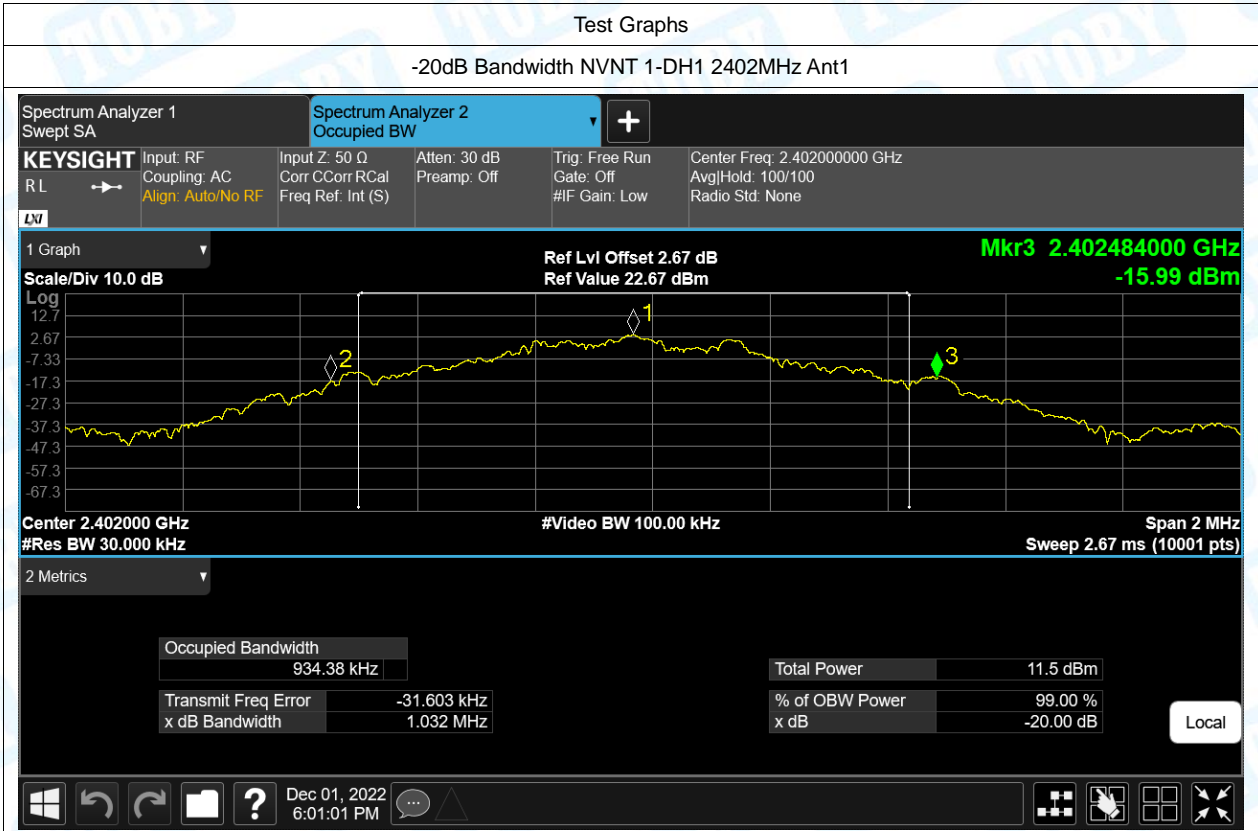 Test Graphs
-20dB Bandwidth NVNT 1-DH1 2402MHz Ant1
Spectrum Analyzer 1
Swept SA
Spectrum Analyzer 2
Occupied BW
KEYSIGHT
R L
LXI
Input: RF
Coupling: AC
Align: Auto/No RF
Input Z: 50 Ω
Corr CCorr RCal
Freq Ref: Int (S)
Atten: 30 dB
Preamp: Off
Trig: Free Run
Gate: Off
#IF Gain: Low
Center Freq: 2.402000000 GHz
Avg|Hold: 100/100
Radio Std: None
1 Graph
Scale/Div 10.0 dB
Ref Lvl Offset 2.67 dB
Ref Value 22.67 dBm
Mkr3 2.402484000 GHz
-15.99 dBm
Log
12.7
2.67
-7.33
-17.3
-27.3
-37.3
-47.3
-57.3
-67.3
1
2
3
Center 2.402000 GHz
#Res BW 30.000 kHz
#Video BW 100.00 kHz
Span 2 MHz
Sweep 2.67 ms (10001 pts)
2 Metrics
Occupied Bandwidth
934.38 kHz
Transmit Freq Error -31.603 kHz
x dB Bandwidth 1.032 MHz
Total Power 11.5 dBm
% of OBW Power 99.00 %
x dB -20.00 dB
Local
?
Dec 01, 2022
6:01:01 PM
TOBY
TOBY